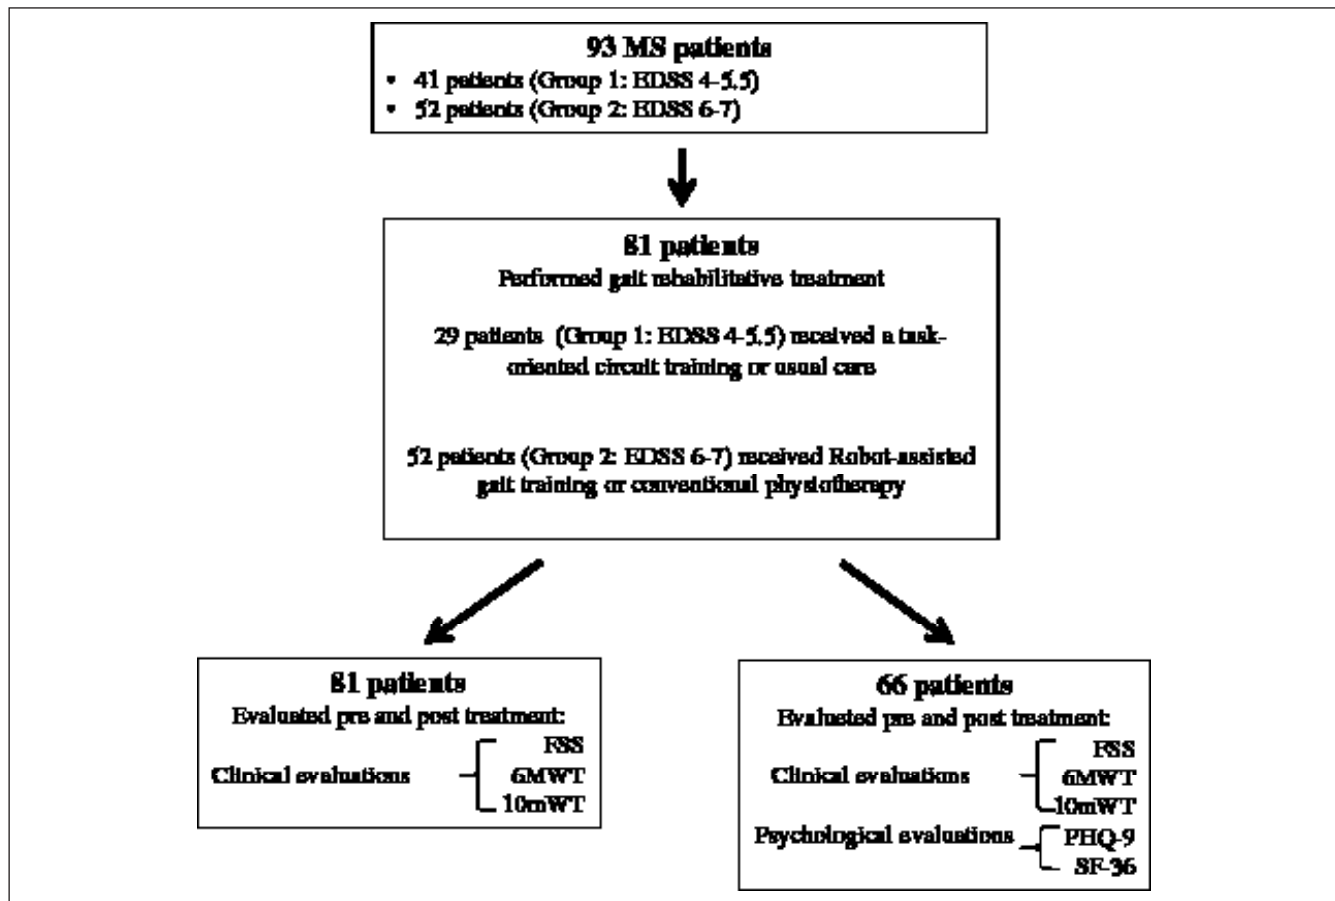 93 MS patients
• 41 patients (Group 1: EDSS 4-5.5)
• 52 patients (Group 2: EDSS 6-7)
81 patients
Performed gait rehabilitative treatment
29 patients (Group 1: EDSS 4-5.5) received a task-
oriented circuit training or usual care
52 patients (Group 2: EDSS 6-7) received Robot-assisted
gait training or conventional physiotherapy
81 patients
Evaluated pre and post treatment:
FSS
Clinical evaluations 6MWT
10mWT
66 patients
Evaluated pre and post treatment:
FSS
Clinical evaluations 6MWT
10mWT
Psychological evaluations PHQ-9
SF-36